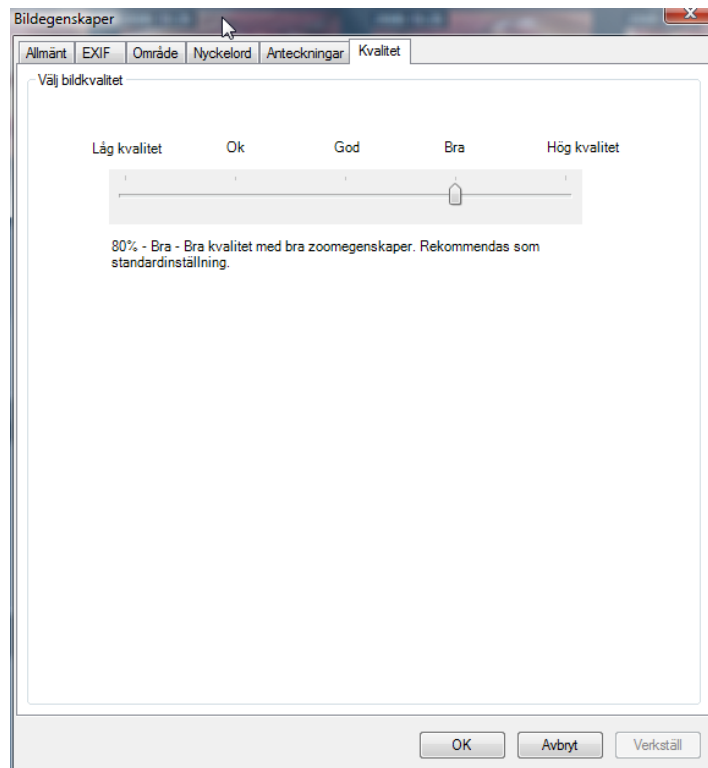 Bildegenskaper
Allmänt EXIF Område Nyckelord Anteckningar Kvalitet
Välj bildkvalitet
Låg kvalitet Ok God Bra Hög kvalitet
80% - Bra - Bra kvalitet med bra zoomegenskaper. Rekommendas som
standardinställning.
OK Avbryt Verkställ